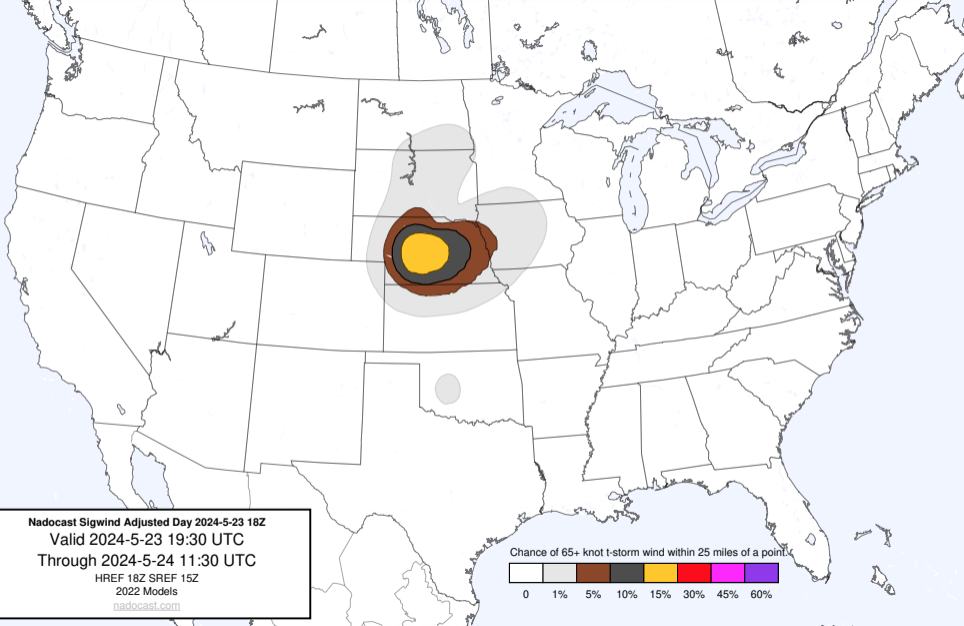 Nadocast Sigwind Adjusted Day 2024-5-23 18Z
Valid 2024-5-23 19:30 UTC
Through 2024-5-24 11:30 UTC
HREF 18Z SREF 15Z
2022 Models
nadocast.com
Chance of 65+ knot t-storm wind within 25 miles of a point.
0 1% 5% 10% 15% 30% 45% 60%